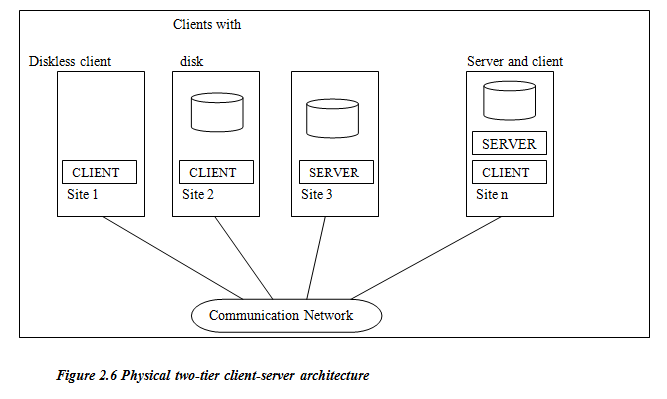 Clients with
Diskless client
disk
Server and client
SERVER
CLIENT
CLIENT
SERVER
CLIENT
Site 1
Site 2
Site 3
Site n
Communication Network
Figure 2.6 Physical two-tier client-server architecture